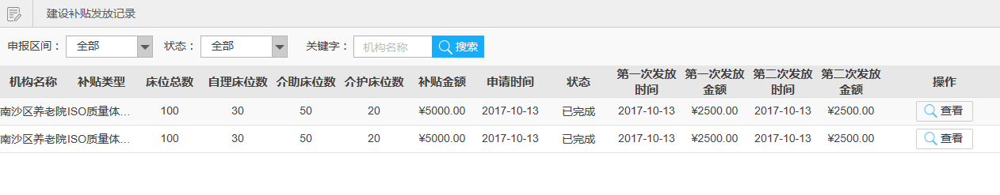 建设补贴发放记录
申报区间： 全部 状态： 全部 关键字： 机构名称 搜索
机构名称 补贴类型 床位总数 自理床位数 介助床位数 介护床位数 补贴金额 申请时间 状态 第一次发放时间 第一次发放金额 第二次发放时间 第二次发放金额 操作
南沙区养老院 ISO质量体... 100 30 50 20 ¥5000.00 2017-10-13 已完成 2017-10-13 ¥2500.00 2017-10-13 ¥2500.00 查看
南沙区养老院 ISO质量体... 100 30 50 20 ¥5000.00 2017-10-13 已完成 2017-10-13 ¥2500.00 2017-10-13 ¥2500.00 查看